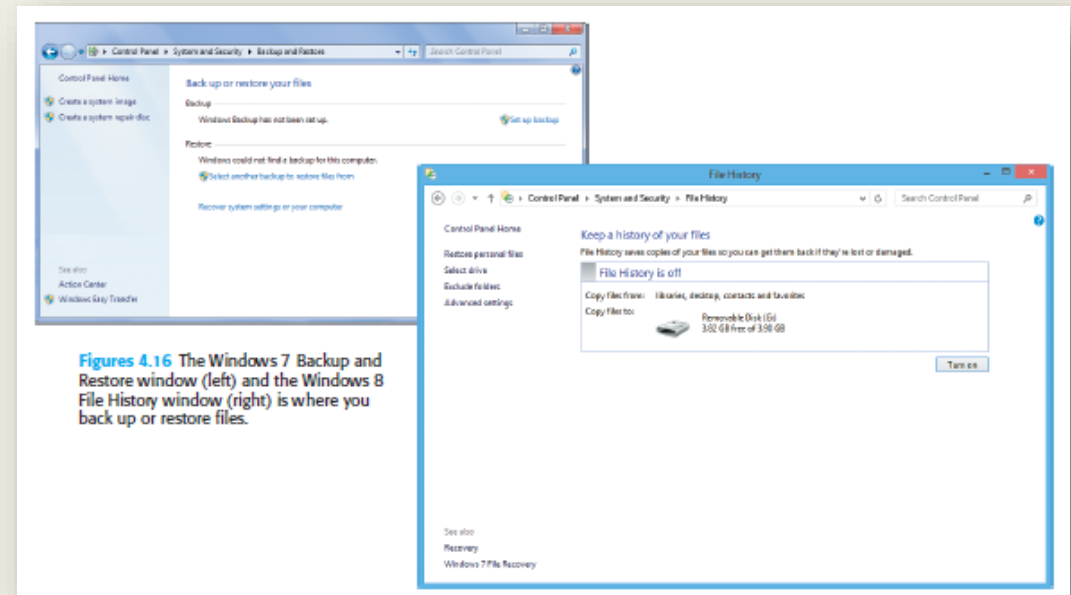 Control Panel System and Security Backup and Restore
Search Control Panel
Control Panel Home
Create a system image
Create a system repair disc
See also
Action Center
Windows Easy Transfer
Back up or restore your files
Backup
Windows Backup has not been set up.
Set up backup
Restore
Windows could not find a backup for this computer.
Select another backup to restore files from
Recover system settings or your computer
Figures 4.16 The Windows 7 Backup and
Restore window (left) and the Windows 8
File History window (right) is where you
back up or restore files.
File History
Control Panel System and Security File History
Search Control Panel
Control Panel Home
Restore personal files
Select drive
Exclude folders
Advanced settings
See also
Recovery
Windows 7 File Recovery
Keep a history of your files
File History saves copies of your files so you can get them back if they're lost or damaged.
File History is off
Copy files from: libraries, desktop, contacts and favorites
Copy files to:
Removable Disk (G:)
3.82 GB free of 3.90 GB
Turn on